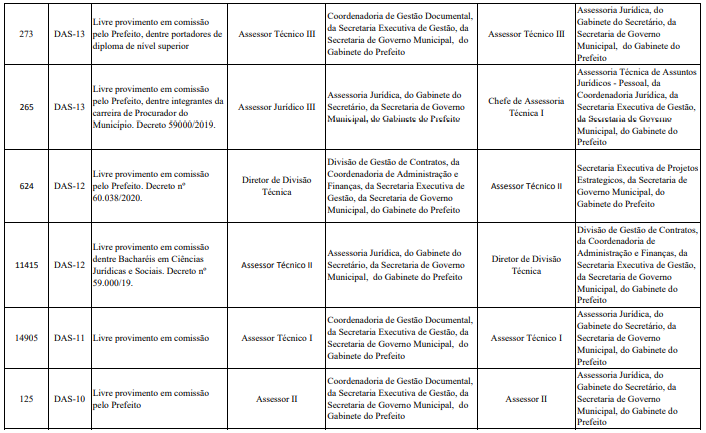 273
DAS-13
Livre provimento em comissão
pelo Prefeito, dentre portadores de
diploma de nível superior
Assessor Técnico III
Coordenadoria de Gestão Documental,
da Secretaria Executiva de Gestão, da
Secretaria de Governo Municipal, do
Gabinete do Prefeito
Assessor Técnico III
Assessoria Jurídica, do
Gabinete do Secretário, da
Secretaria de Governo
Municipal, do Gabinete do
Prefeito
265
DAS-13
Livre provimento em comissão
pelo Prefeito, dentre integrantes da
carreira de Procurador do
Município. Decreto 59000/2019.
Assessor Jurídico III
Assessoria Jurídica, do Gabinete do
Secretário, da Secretaria de Governo
Municipal, do Gabinete do Prefeito
Chefe de Assessoria
Técnica I
Assessoria Técnica de Assuntos
Jurídicos - Pessoal, da
Coordenadoria Jurídica, da
Secretaria Executiva de Gestão,
da Secretaria de Governo
Municipal, do Gabinete do
Prefeito
624
DAS-12
Livre provimento em comissão
pelo Prefeito. Decreto nº
60.038/2020.
Diretor de Divisão
Técnica
Divisão de Gestão de Contratos, da
Coordenadoria de Administração e
Finanças, da Secretaria Executiva de
Gestão, da Secretaria de Governo
Municipal, do Gabinete do Prefeito
Assessor Técnico II
Secretaria Executiva de Projetos
Estrategicos, da Secretaria de
Governo Municipal, do
Gabinete do Prefeito
11415
DAS-12
Livre provimento em comissão
dentre Bacharéis em Ciências
Jurídicas e Sociais. Decreto nº
59.000/19.
Assessor Técnico II
Assessoria Jurídica, do Gabinete do
Secretário, da Secretaria de Governo
Municipal, do Gabinete do Prefeito
Diretor de Divisão
Técnica
Divisão de Gestão de Contratos,
da Coordenadoria de
Administração e Finanças, da
Secretaria Executiva de Gestão,
da Secretaria de Governo
Municipal, do Gabinete do
Prefeito
14905
DAS-11
Livre provimento em comissão
Assessor Técnico I
Coordenadoria de Gestão Documental,
da Secretaria Executiva de Gestão, da
Secretaria de Governo Municipal, do
Gabinete do Prefeito
Assessor Técnico I
Assessoria Jurídica, do
Gabinete do Secretário, da
Secretaria de Governo
Municipal, do Gabinete do
Prefeito
125
DAS-10
Livre provimento em comissão
pelo Prefeito
Assessor II
Coordenadoria de Gestão Documental,
da Secretaria Executiva de Gestão, da
Secretaria de Governo Municipal, do
Gabinete do Prefeito
Assessor II
Assessoria Jurídica, do
Gabinete do Secretário, da
Secretaria de Governo
Municipal, do Gabinete do
Prefeito